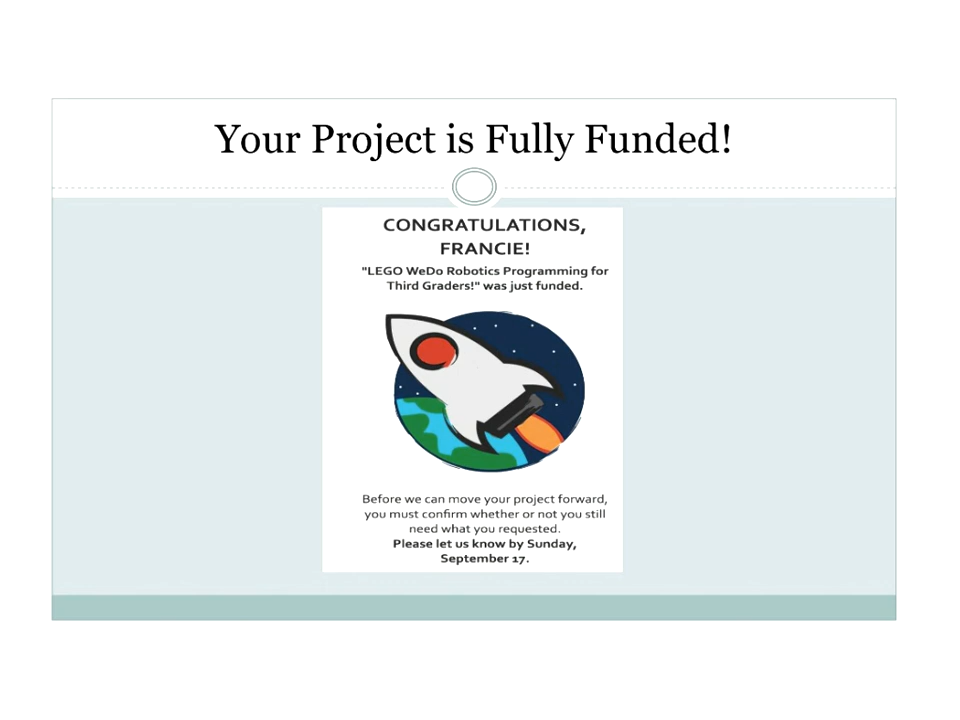 Your Project is Fully Funded!
CONGRATULATIONS,
FRANCIE!
"LEGO WeDo Robotics Programming for
Third Graders!" was just funded.
Before we can move your project forward,
you must confirm whether or not you still
need what you requested.
Please let us know by Sunday,
September 17.